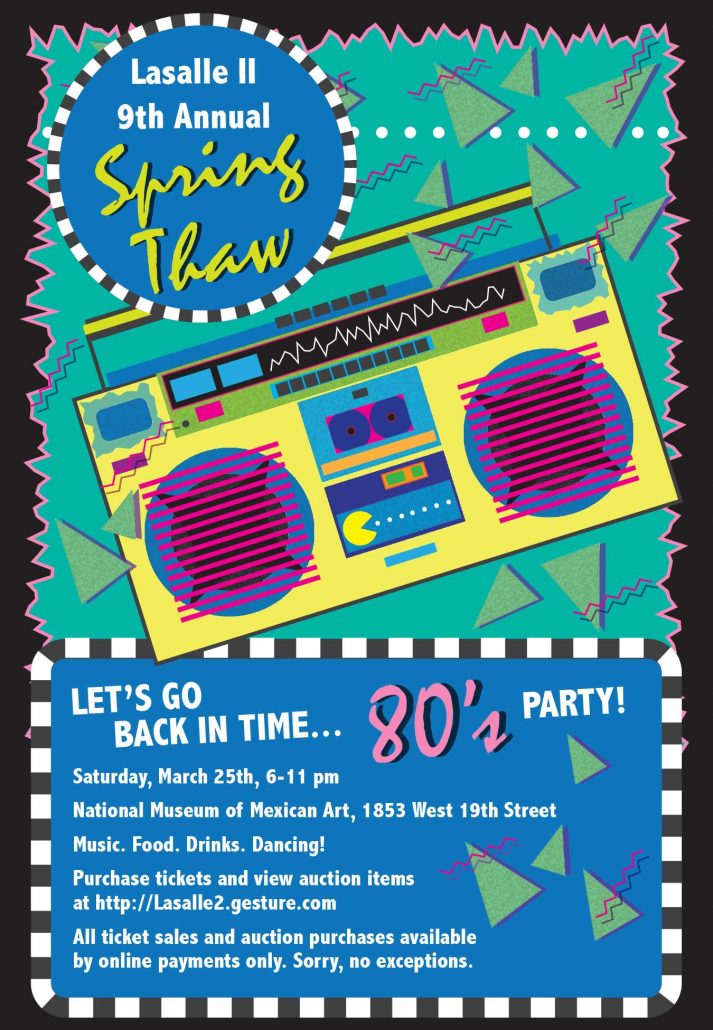 Lasalle II
9th Annual
Spring
Thaw
LET'S GO
BACK IN TIME... 80's PARTY!
Saturday, March 25th, 6-11 pm
National Museum of Mexican Art, 1853 West 19th Street
Music. Food. Drinks. Dancing!
Purchase tickets and view auction items
at http://Lasalle2.gesture.com
All ticket sales and auction purchases available
by online payments only. Sorry, no exceptions.